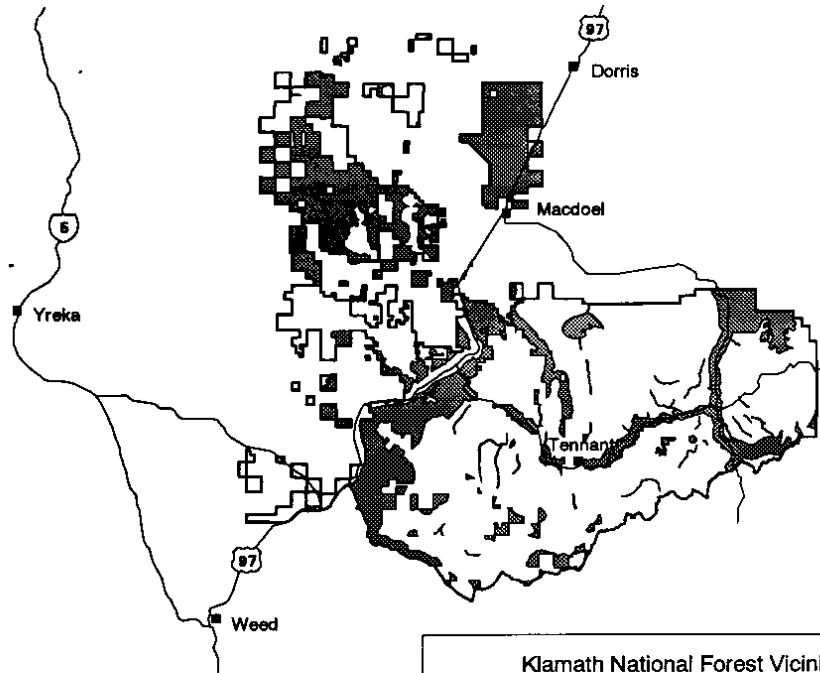 97
Dorris
Macdoel
5
Yreka
Tennant
97
Weed
Klamath National Forest Vicini